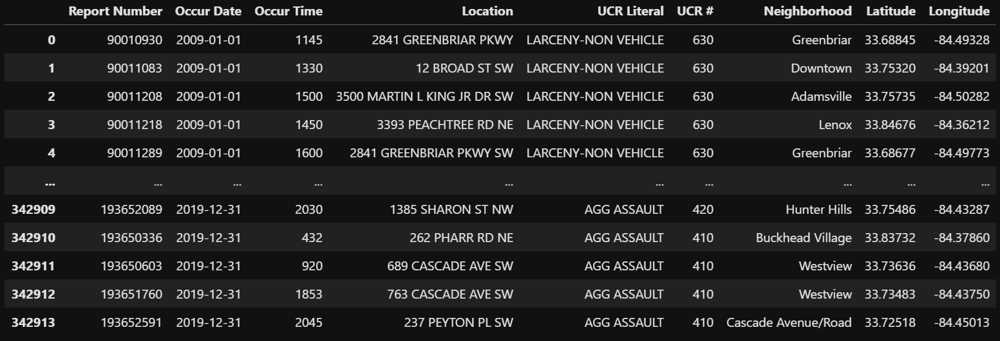 Report Number Occur Date Occur Time Location UCR Literal UCR # Neighborhood Latitude Longitude
0 90010930 2009-01-01 1145 2841 GREENBRIAR PKWY LARCENY-NON VEHICLE 630 Greenbriar 33.68845 -84.49328
1 90011083 2009-01-01 1330 12 BROAD ST SW LARCENY-NON VEHICLE 630 Downtown 33.75320 -84.39201
2 90011208 2009-01-01 1500 3500 MARTIN L KING JR DR SW LARCENY-NON VEHICLE 630 Adamsville 33.75735 -84.50282
3 90011218 2009-01-01 1450 3393 PEACHTREE RD NE LARCENY-NON VEHICLE 630 Lenox 33.84676 -84.36212
4 90011289 2009-01-01 1600 2841 GREENBRIAR PKWY SW LARCENY-NON VEHICLE 630 Greenbriar 33.68677 -84.49773
... ... ... ... ... ... ... ... ... ...
342909 193652089 2019-12-31 2030 1385 SHARON ST NW AGG ASSAULT 420 Hunter Hills 33.75486 -84.43287
342910 193650336 2019-12-31 432 262 PHARR RD NE AGG ASSAULT 410 Buckhead Village 33.83732 -84.37860
342911 193650603 2019-12-31 920 689 CASCADE AVE SW AGG ASSAULT 410 Westview 33.73636 -84.43680
342912 193651760 2019-12-31 1853 763 CASCADE AVE SW AGG ASSAULT 410 Westview 33.73483 -84.43750
342913 193652591 2019-12-31 2045 237 PEYTON PL SW AGG ASSAULT 410 Cascade Avenue/Road 33.72518 -84.45013